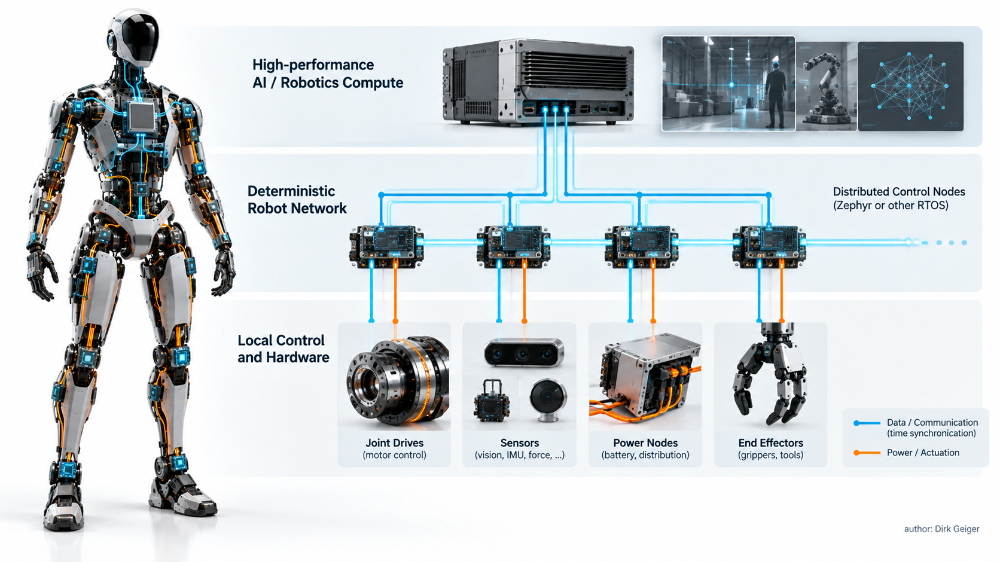 High-performance
AI / Robotics Compute
Deterministic
Robot Network
Distributed Control Nodes
(Zephyr or other RTOS)
Local Control
and Hardware
Joint Drives
(motor control)
Sensors
(vision, IMU, force, ...)
Power Nodes
(battery, distribution)
End Effectors
(grippers, tools)
Data / Communication
(time synchronication)
Power / Actuation
author: Dirk Geiger